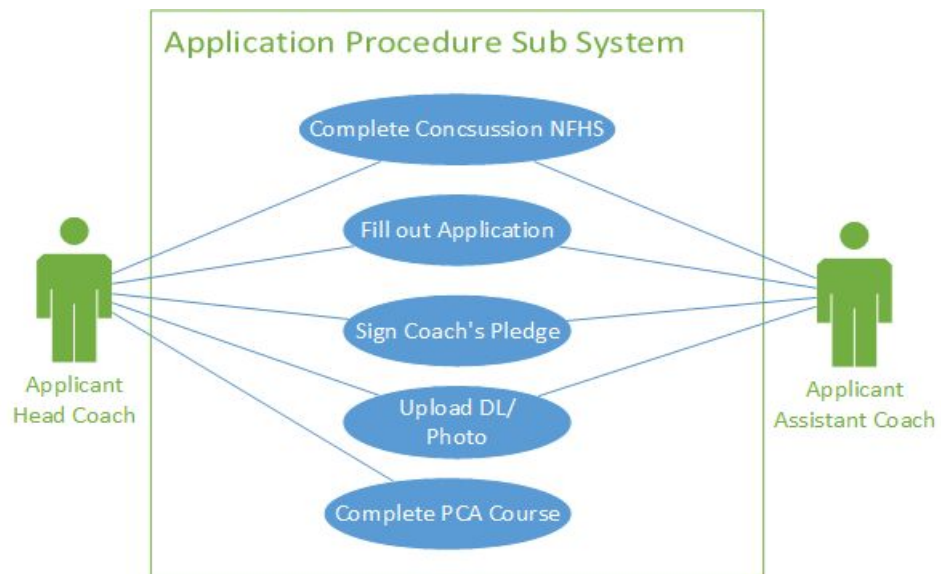 Application Procedure Sub System
Complete Concsussion NFHS
Fill out Application
Sign Coach's Pledge
Upload DL/
Photo
Complete PCA Course
Applicant
Head Coach
Applicant
Assistant Coach